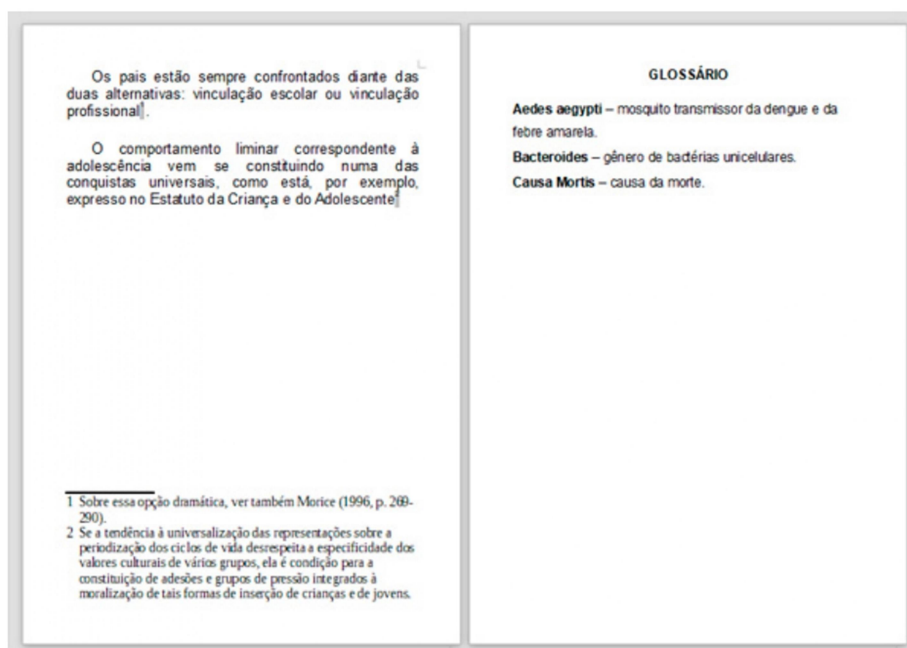 Os pais estão sempre confrontados diante das
duas alternativas: vinculação escolar ou vinculação
profissional¹.
O comportamento liminar correspondente à
adolescência vem se constituindo numa das
conquistas universais, como está, por exemplo,
expresso no Estatuto da Criança e do Adolescente²
1 Sobre essa opção dramática, ver também Morice (1996, p. 269-
290).
2 Se a tendência à universalização das representações sobre a
periodização dos ciclos de vida desrespeita a especificidade dos
valores culturais de vários grupos, ela é condição para a
constituição de adesões e grupos de pressão integrados à
moralização de tais formas de inserção de crianças e de jovens.
GLOSSÁRIO
Aedes aegypti – mosquito transmissor da dengue e da
febre amarela.
Bacteroides – gênero de bactérias unicelulares.
Causa Mortis – causa da morte.